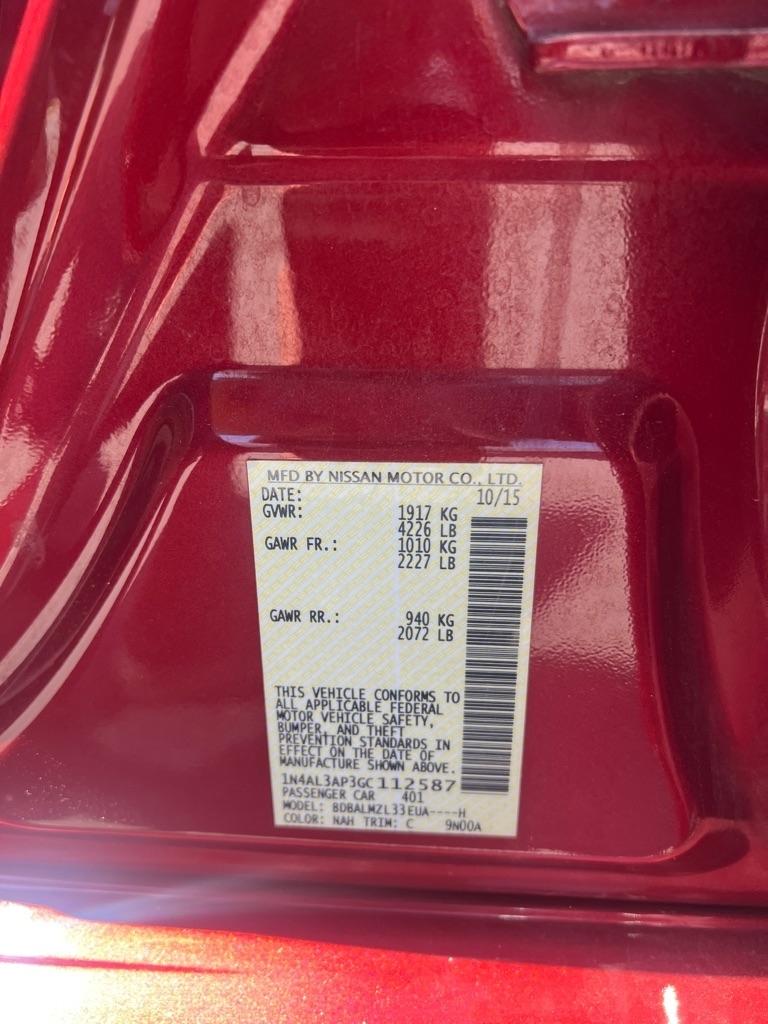 MFD BY NISSAN MOTOR CO., LTD.
DATE: 10/15
GVWR: 1917 KG
4226 LB
GAWR FR.: 1010 KG
2227 LB
GAWR RR.: 940 KG
2072 LB
THIS VEHICLE CONFORMS TO
ALL APPLICABLE FEDERAL
MOTOR VEHICLE SAFETY,
BUMPER, AND THEFT
PREVENTION STANDARDS IN
EFFECT ON THE DATE OF
MANUFACTURE SHOWN ABOVE.
1N4AL3AP3GC112587
PASSENGER CAR 401
MODEL: BDBALMZL33EUA----H
COLOR: NAH TRIM: C 9N00A